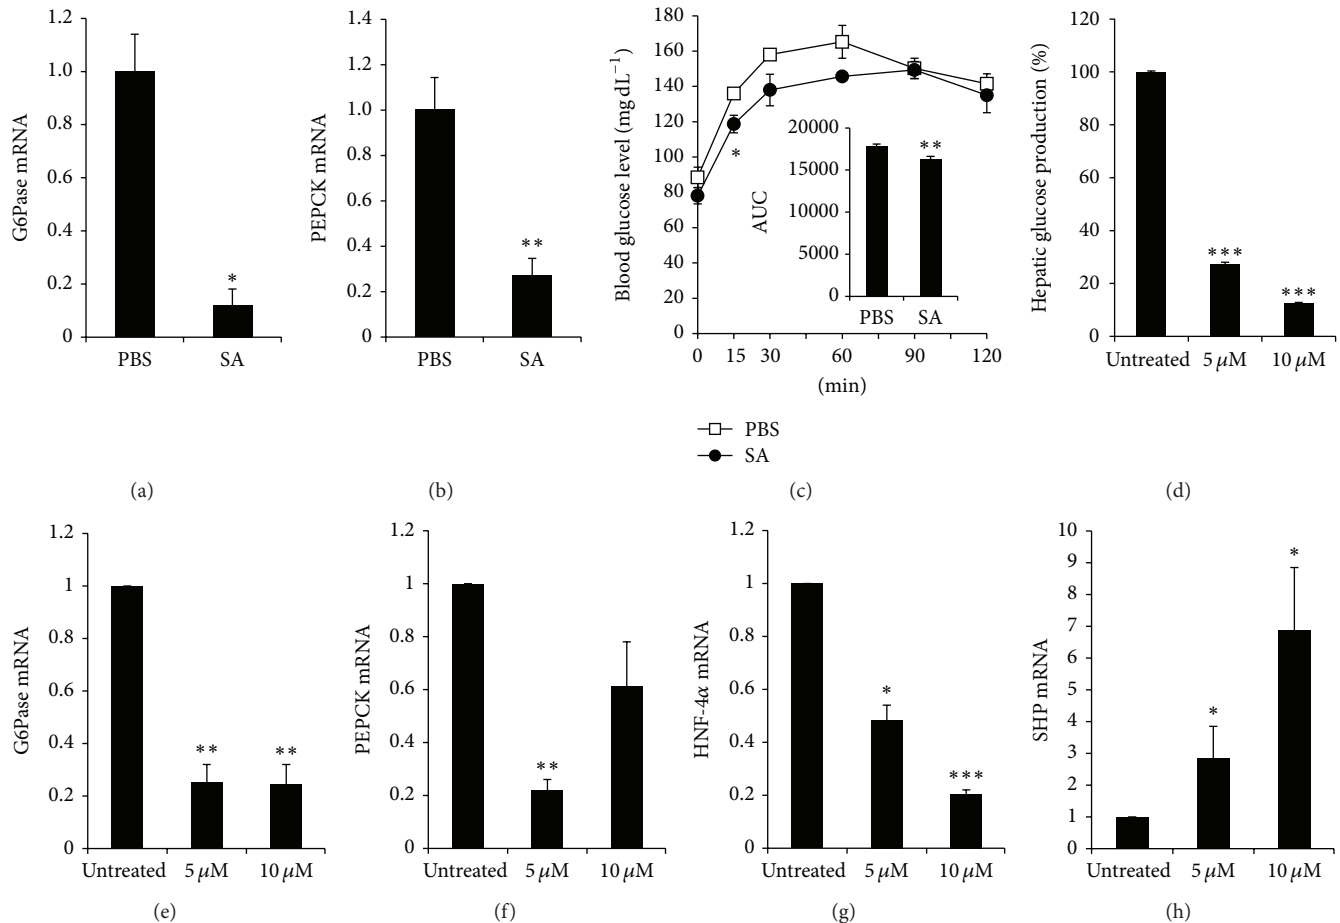 1.2
1.0
0.8
0.6
0.4
0.2
0
G6Pase mRNA
*
PBS
SA
(a)
1.4
1.2
1.0
0.8
0.6
0.4
0.2
0
PEPCK mRNA
**
PBS
SA
(b)
180
160
140
120
100
80
60
40
20
0
Blood glucose level (mg dL−1)
*
0 15 30 60 90 120
(min)
20000
15000
10000
5000
0
AUC
**
PBS SA
PBS
SA
(c)
120
100
80
60
40
20
0
Hepatic glucose production (%)
***
***
Untreated 5 μM 10 μM
(d)
1.2
1
0.8
0.6
0.4
0.2
0
G6Pase mRNA
** **
Untreated 5 μM 10 μM
(e)
1.2
1
0.8
0.6
0.4
0.2
0
PEPCK mRNA
**
Untreated 5 μM 10 μM
(f)
1.2
1
0.8
0.6
0.4
0.2
0
HNF-4α mRNA
*
***
Untreated 5 μM 10 μM
(g)
10
9
8
7
6
5
4
3
2
1
0
SHP mRNA
*
*
Untreated 5 μM 10 μM
(h)